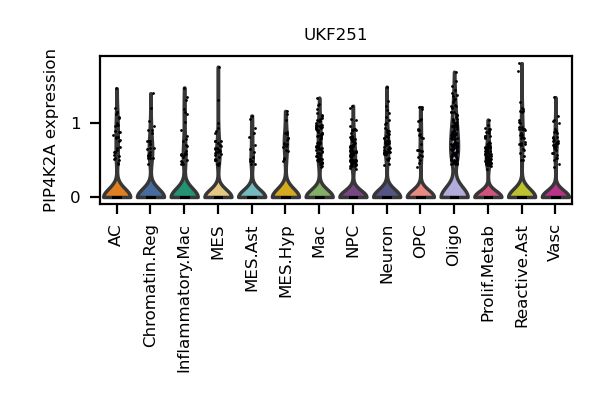 UKF251
PIP4K2A expression
1
0
AC
Chromatin.Reg
Inflammatory.Mac
MES
MES.Ast
MES.Hyp
Mac
NPC
Neuron
OPC
Oligo
Prolif.Metab
Reactive.Ast
Vasc